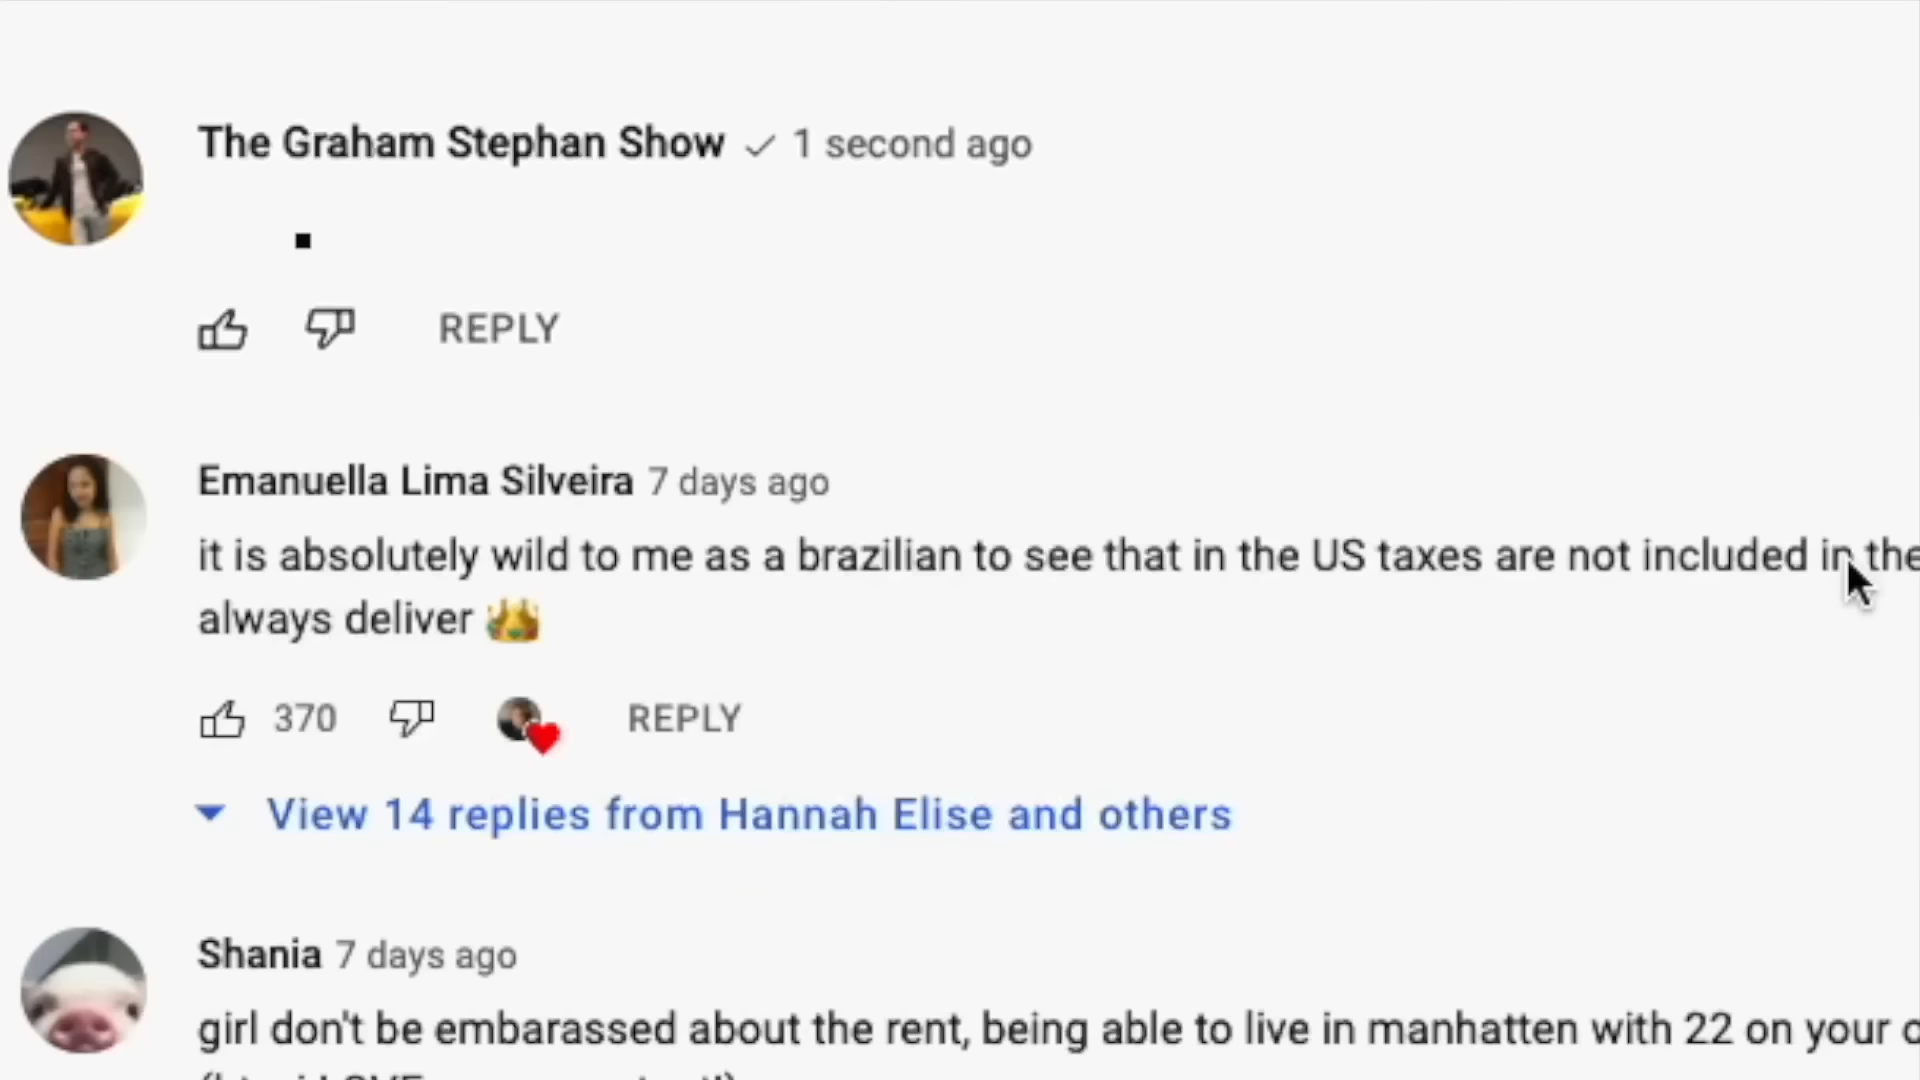 The Graham Stephan Show ✓ 1 second ago
.
REPLY
Emanuella Lima Silveira 7 days ago
it is absolutely wild to me as a brazilian to see that in the US taxes are not included in the
always deliver 👑
370 REPLY
View 14 replies from Hannah Elise and others
Shania 7 days ago
girl don't be embarassed about the rent, being able to live in manhatten with 22 on your